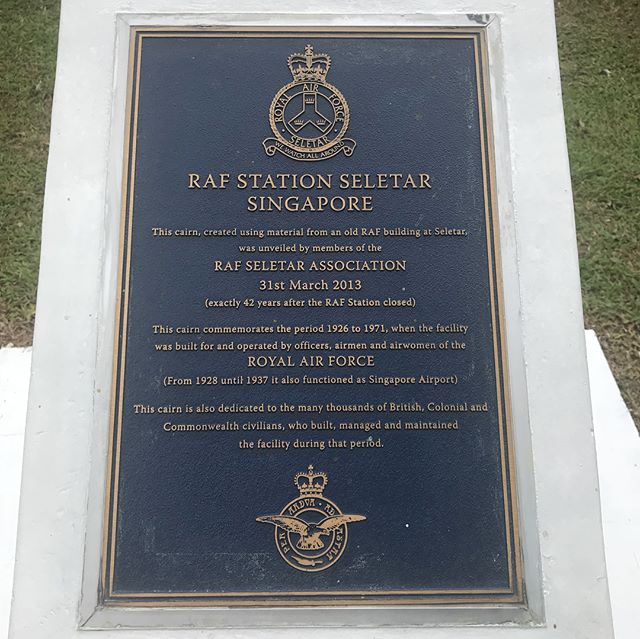 ROYAL AIR FORCE
SELETAR
WE WATCH ALL AROUND
RAF STATION SELETAR
SINGAPORE
This cairn, created using material from an old RAF building at Seletar,
was unveiled by members of the
RAF SELETAR ASSOCIATION
31st March 2013
(exactly 42 years after the RAF Station closed)
This cairn commemorates the period 1926 to 1971, when the facility
was built for and operated by officers, airmen and airwomen of the
ROYAL AIR FORCE
(From 1928 until 1937 it also functioned as Singapore Airport)
This cairn is also dedicated to the many thousands of British, Colonial and
Commonwealth civilians, who built, managed and maintained
the facility during that period.
PER ARDUA AD ASTRA